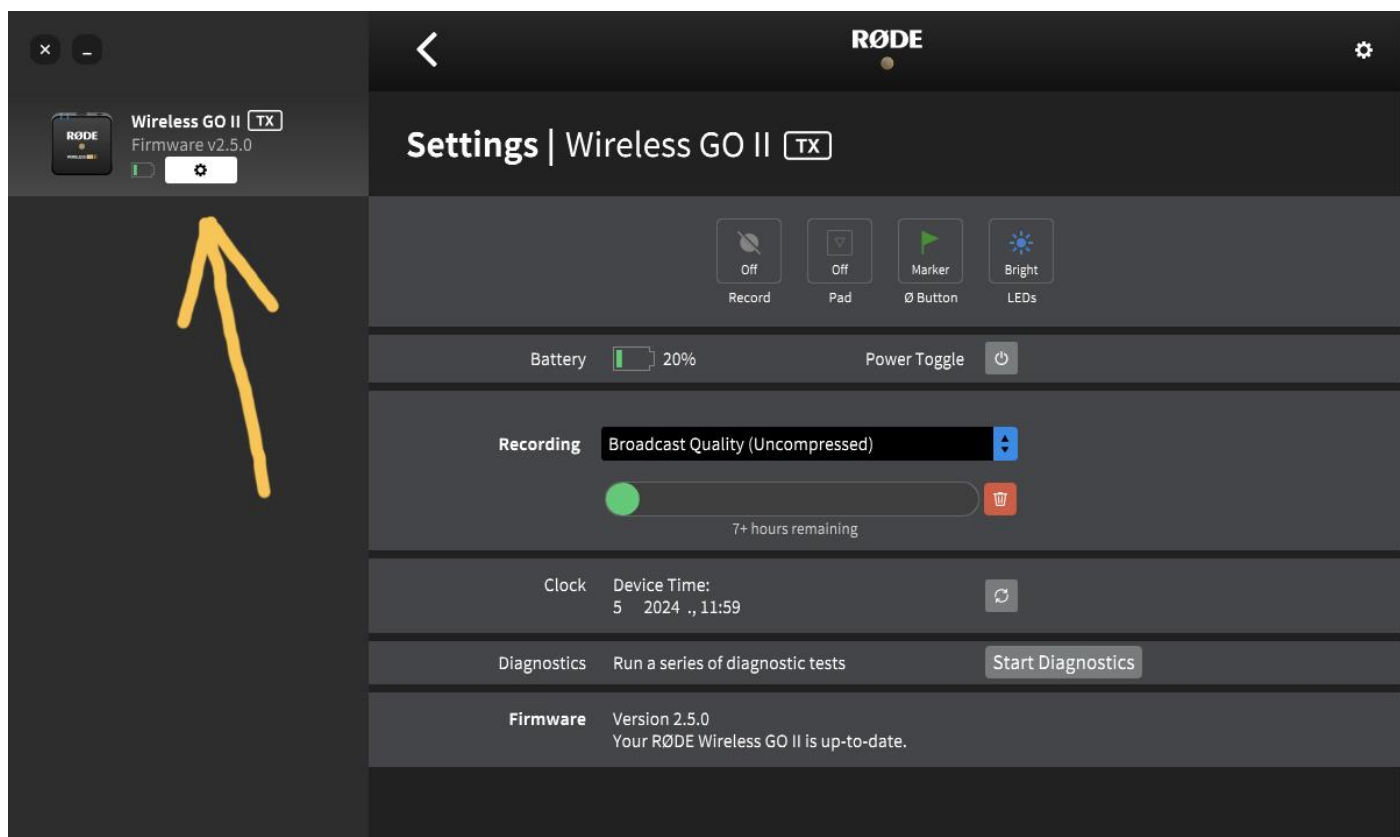 RØDE
Wireless GO II TX
Firmware v2.5.0
RØDE
Settings | Wireless GO II TX
Off
Off
Marker
Bright
Record
Pad
Ø Button
LEDs
Battery
20%
Power Toggle
Recording
Broadcast Quality (Uncompressed)
7+ hours remaining
Clock
Device Time:
5 2024 ., 11:59
Diagnostics
Run a series of diagnostic tests
Start Diagnostics
Firmware
Version 2.5.0
Your RØDE Wireless GO II is up-to-date.